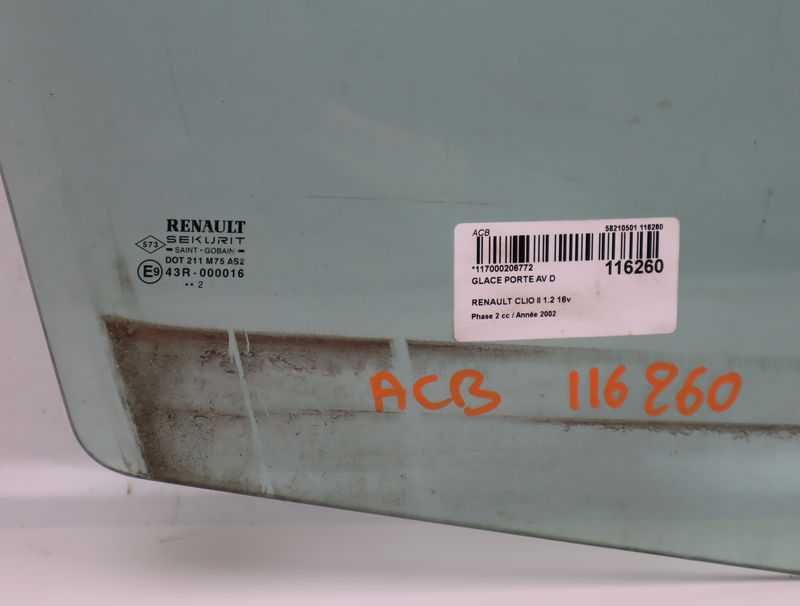 RENAULT
573
SEKURIT
SAINT-GOBAIN
DOT 211 M75 AS2
E9 43R-000016
•• 2
ACB
58210501 116260
*117000206772
116260
GLACE PORTE AV D
RENAULT CLIO II 1.2 16v
Phase 2 cc / Année 2002
ACB 116260